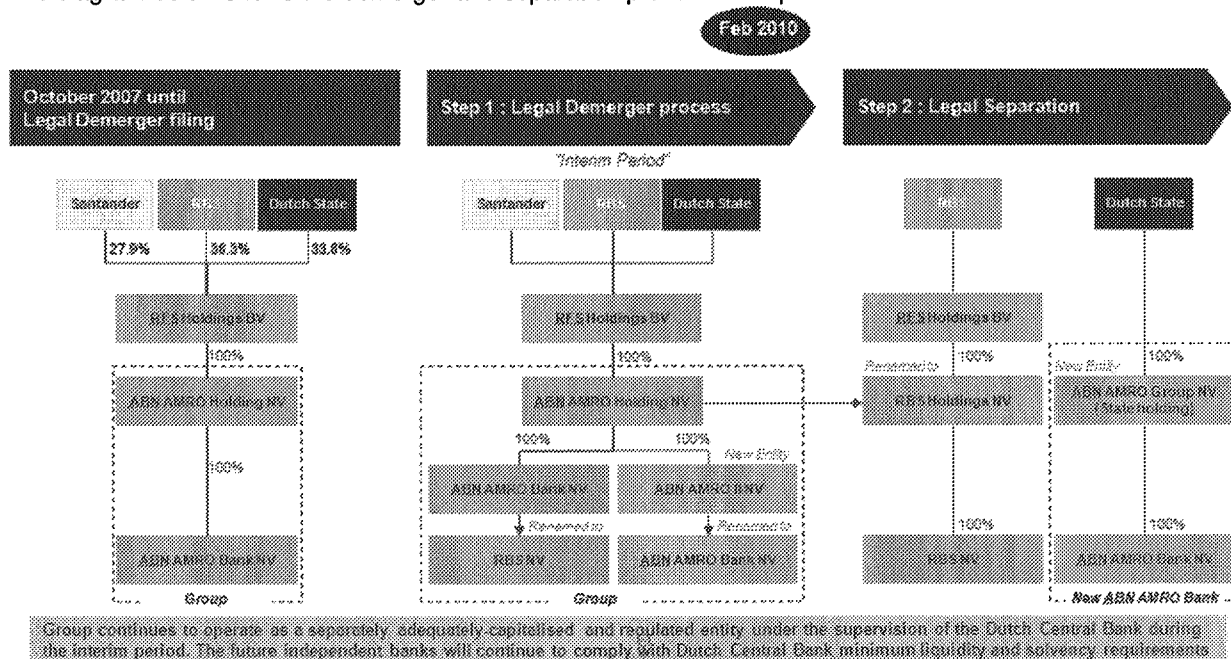 Feb 2010
October 2007 until
Legal Demerger filing
Step 1 : Legal Demerger process
Step 2 : Legal Separation
"Interim Period"
Santander RBS Dutch State
27.9% 38.3% 33.8%
RFS Holdings BV
100%
ABN AMRO Holding NV
100%
ABN AMRO Bank NV
Group
Santander RBS Dutch State
RFS Holdings BV
100%
ABN AMRO Holding NV
100% 100%
New Entity
ABN AMRO Bank NV ABN AMRO II NV
Renamed to Renamed to
RBS NV ABN AMRO Bank NV
Group
RBS
RFS Holdings BV
Renamed to 100%
RBS Holdings NV
100%
RBS NV
Dutch State
New Entity 100%
ABN AMRO Group NV
(State holding)
100%
ABN AMRO Bank NV
New ABN AMRO Bank
Group continues to operate as a separately, adequately-capitalised and regulated entity under the supervision of the Dutch Central Bank during
the interim period. The future independent banks will continue to comply with Dutch Central Bank minimum liquidity and solvency requirements